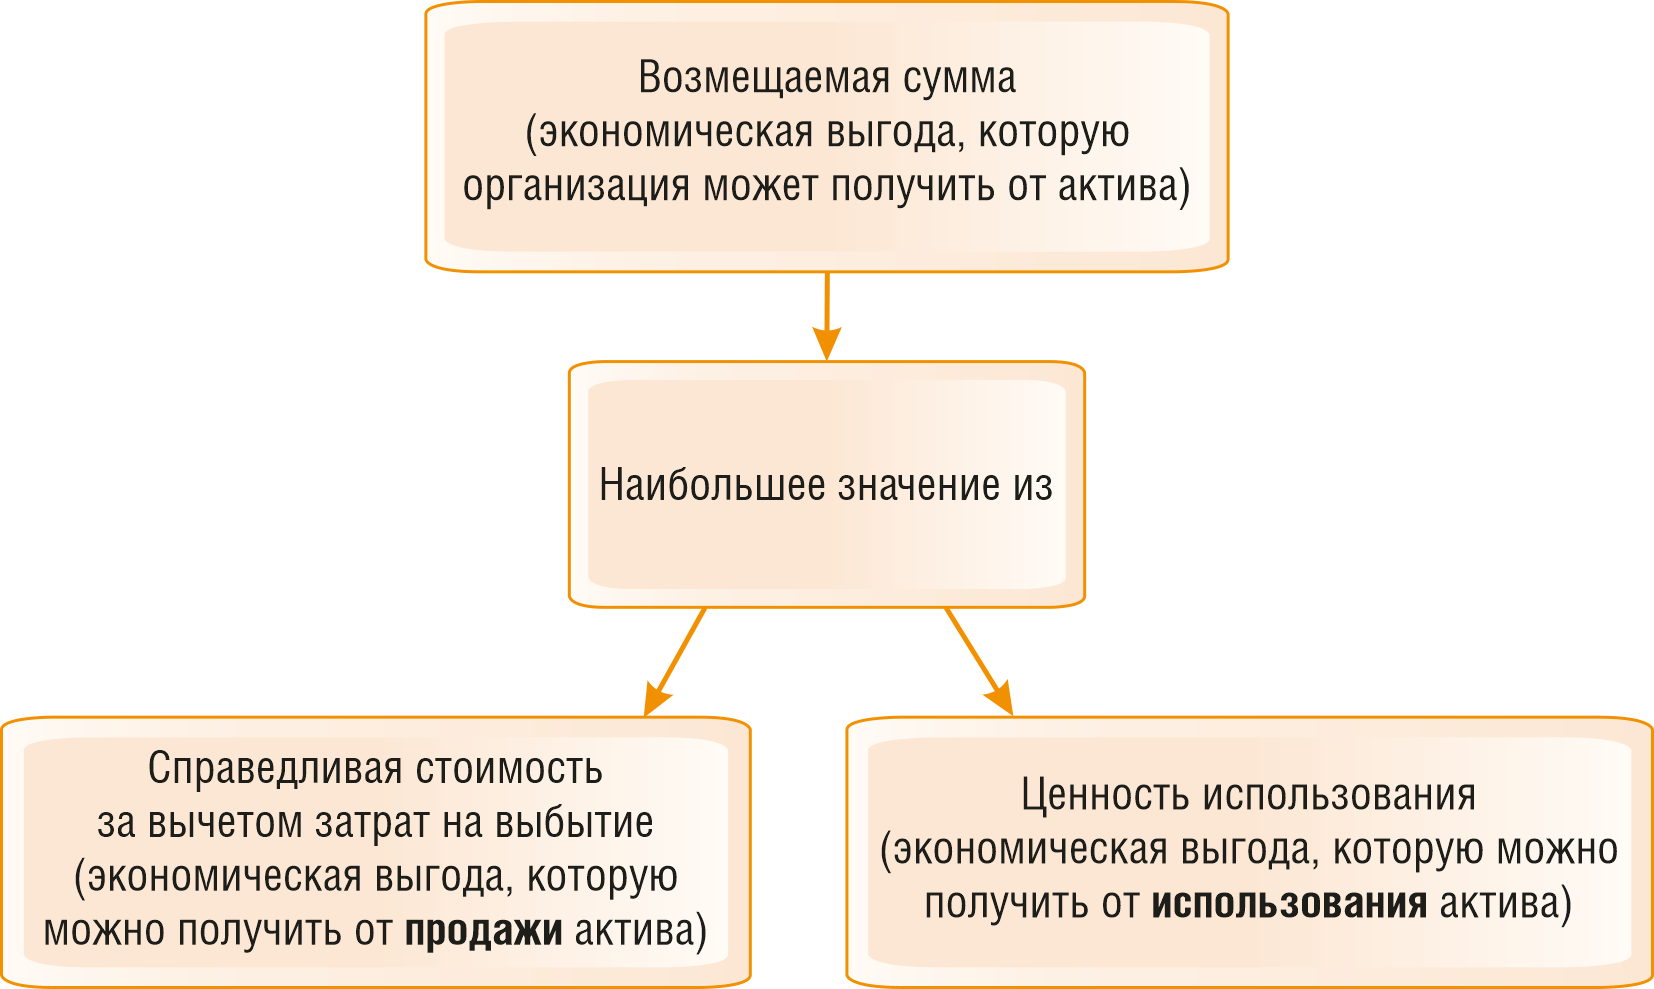 Возмещаемая сумма
(экономическая выгода, которую
организация может получить от актива)
Наибольшее значение из
Справедливая стоимость
за вычетом затрат на выбытие
(экономическая выгода, которую
можно получить от продажи актива)
Ценность использования
(экономическая выгода, которую можно
получить от использования актива)